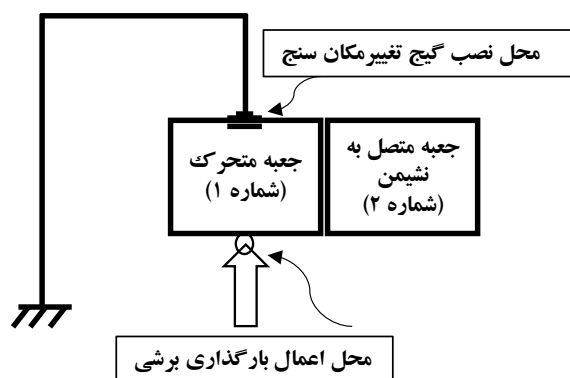 محل نصب گیج تغییرمکان سنج
جعبه متحرک
(شماره ۱)
جعبه متصل به
نشیمن
(شماره ۲)
محل اعمال بارگذاری برشی